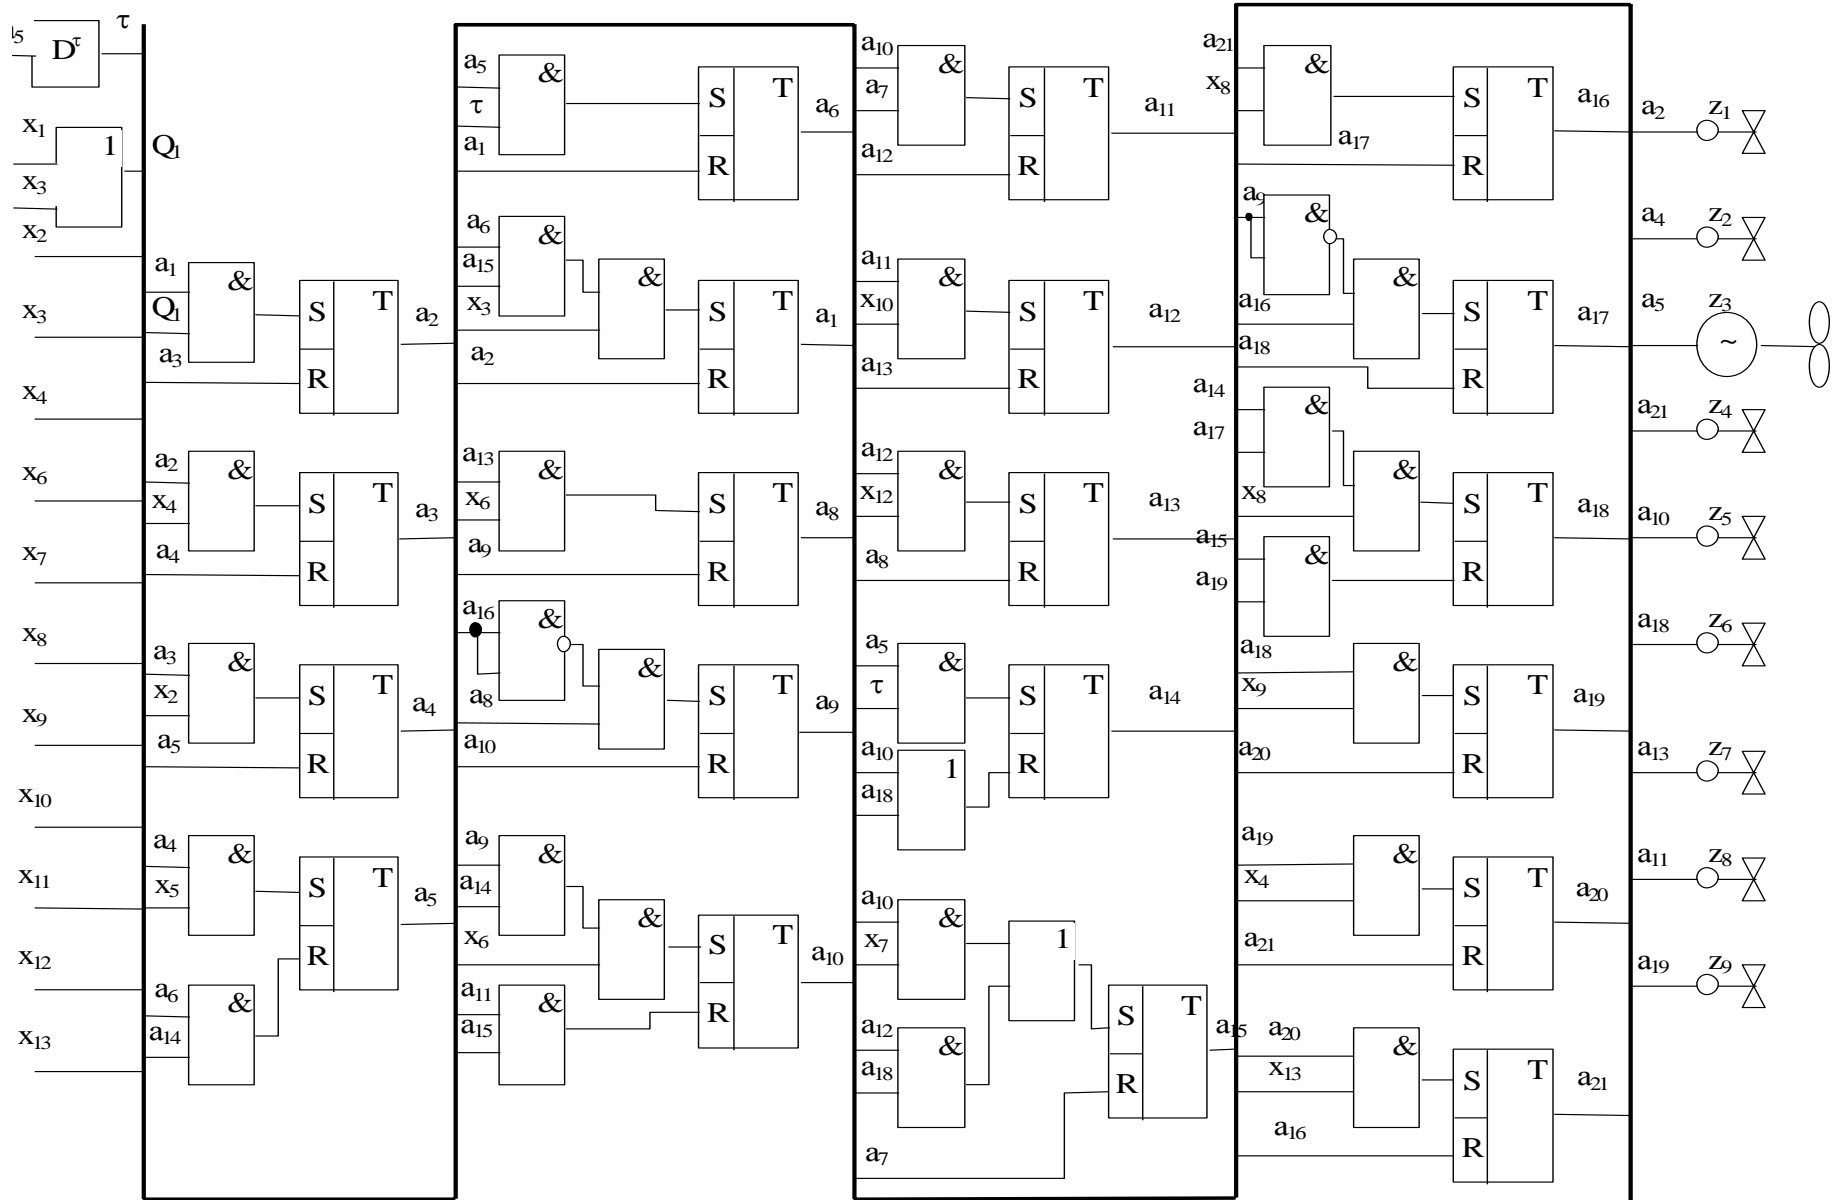 τ
5
Dτ
x1
1
Q1
x3
x2
a1
&
Q1
S T
a2
x3
a3
R
x4
a2
&
x6
x4
S T
a3
a4
R
x7
x8
a3
&
x2
S T
a4
x9
a5
R
x10
a4
&
x11
x5
S T
a5
R
x12
a6
&
a14
x13
a5
&
τ
S T
a6
a1
R
a6
&
a15
&
x3
S T
a1
a2
R
a13
&
x6
S T
a8
a9
R
a16
&
&
a8
S T
a9
a10
R
a9
&
a14
&
x6
S T
a10
a11
&
R
a15
a10
&
a7
S T
a11
a12
R
a11
&
x10
S T
a12
a13
R
a12
&
x12
S T
a13
a8
R
a5
&
τ
S T
a14
a10
1
R
a18
a10
&
x7
1
S T
a15
a12
&
a18
R
a7
a21
&
x8
S T
a16
a17
R
a9
&
&
a16
S T
a17
a18
R
a14
&
a17
&
x8
S T
a18
a15
&
a19
R
a18
&
x9
S T
a19
a20
R
a19
&
x4
S T
a20
a21
R
a20
&
x13
S T
a21
a16
R
a2 z1
a4 z2
a5 z3
~
a21 z4
a10 z5
a18 z6
a13 z7
a11 z8
a19 z9